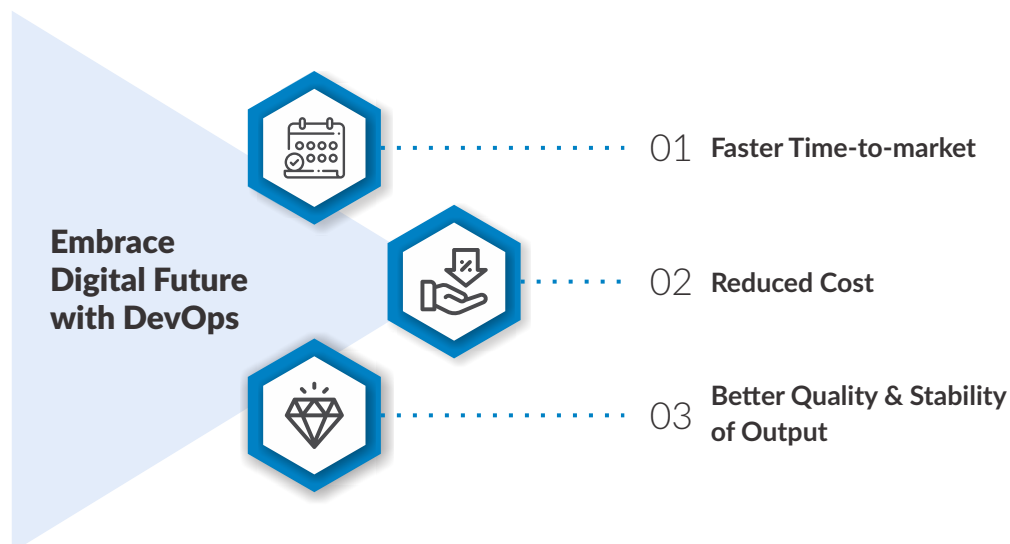 Embrace
Digital Future
with DevOps
01 Faster Time-to-market
02 Reduced Cost
03 Better Quality & Stability
of Output